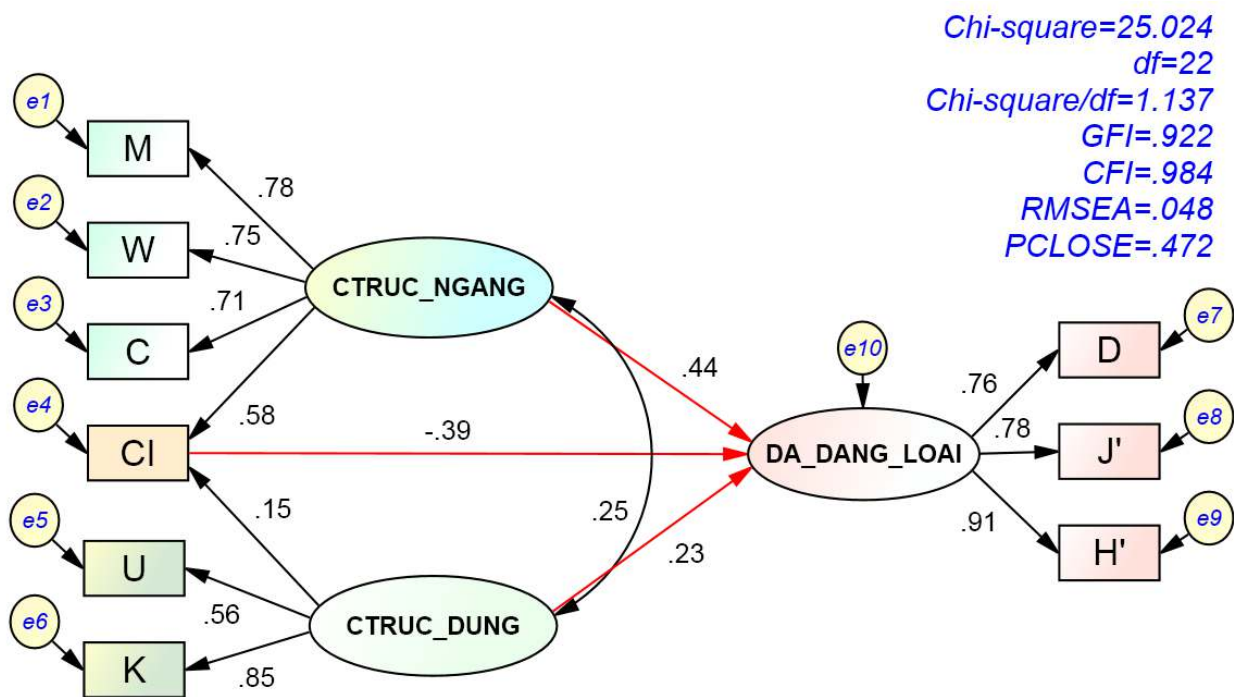 Chi-square=25.024
df=22
Chi-square/df=1.137
GFI=.922
CFI=.984
RMSEA=.048
PCLOSE=.472
e1
M
.78
e2
W
.75
CTRUC_NGANG
e3
C
.71
e4
CI
.58
-.39
.44
e10
DA_DANG_LOAI
.15
.25
.23
e5
U
.56
e6
K
.85
CTRUC_DUNG
e7
D
.76
e8
J'
.78
e9
H'
.91